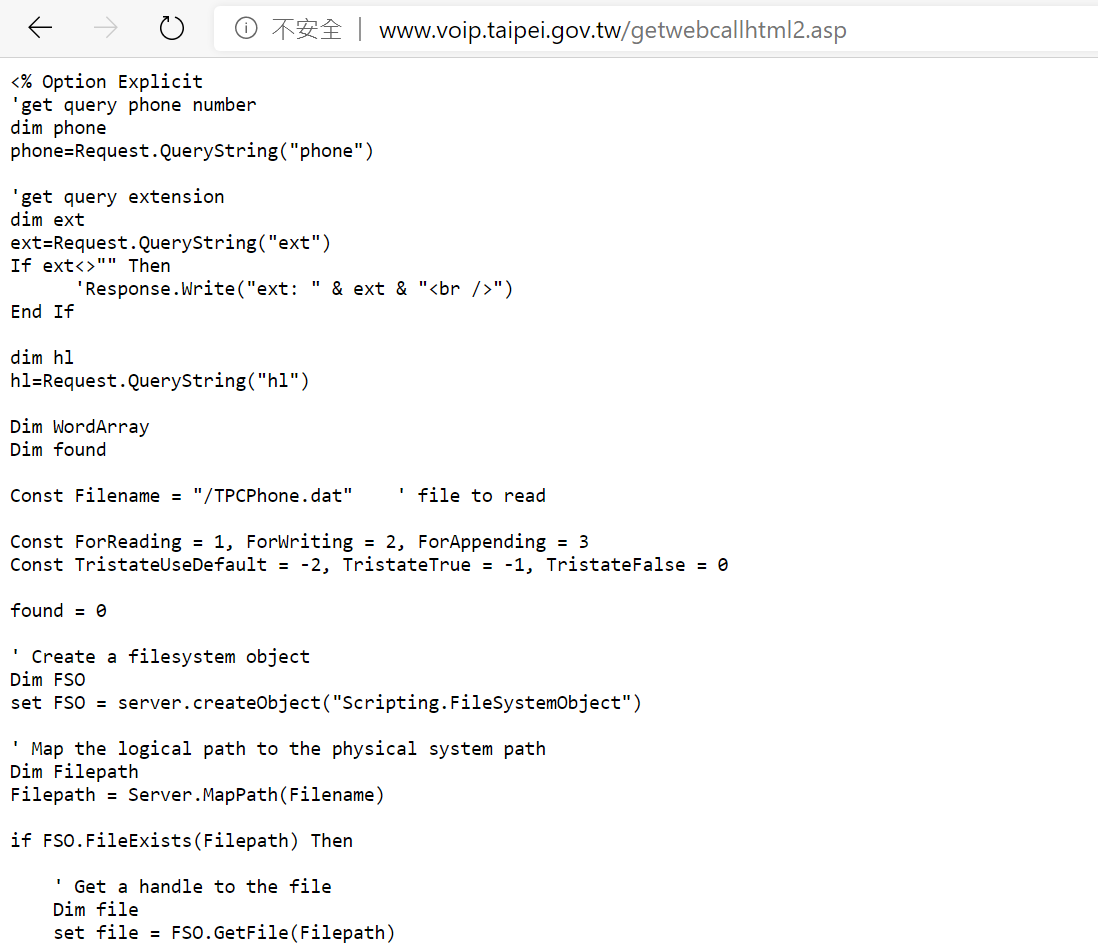 不安全 | www.voip.taipei.gov.tw/getwebcallhtml2.asp
<% Option Explicit
'get query phone number
dim phone
phone=Request.QueryString("phone")
'get query extension
dim ext
ext=Request.QueryString("ext")
If ext<>"" Then
      'Response.Write("ext: " & ext & "<br />")
End If
dim hl
hl=Request.QueryString("hl")
Dim WordArray
Dim found
Const Filename = "/TPCPhone.dat"    ' file to read
Const ForReading = 1, ForWriting = 2, ForAppending = 3
Const TristateUseDefault = -2, TristateTrue = -1, TristateFalse = 0
found = 0
' Create a filesystem object
Dim FSO
set FSO = server.createObject("Scripting.FileSystemObject")
' Map the logical path to the physical system path
Dim Filepath
Filepath = Server.MapPath(Filename)
if FSO.FileExists(Filepath) Then
    ' Get a handle to the file
    Dim file
    set file = FSO.GetFile(Filepath)